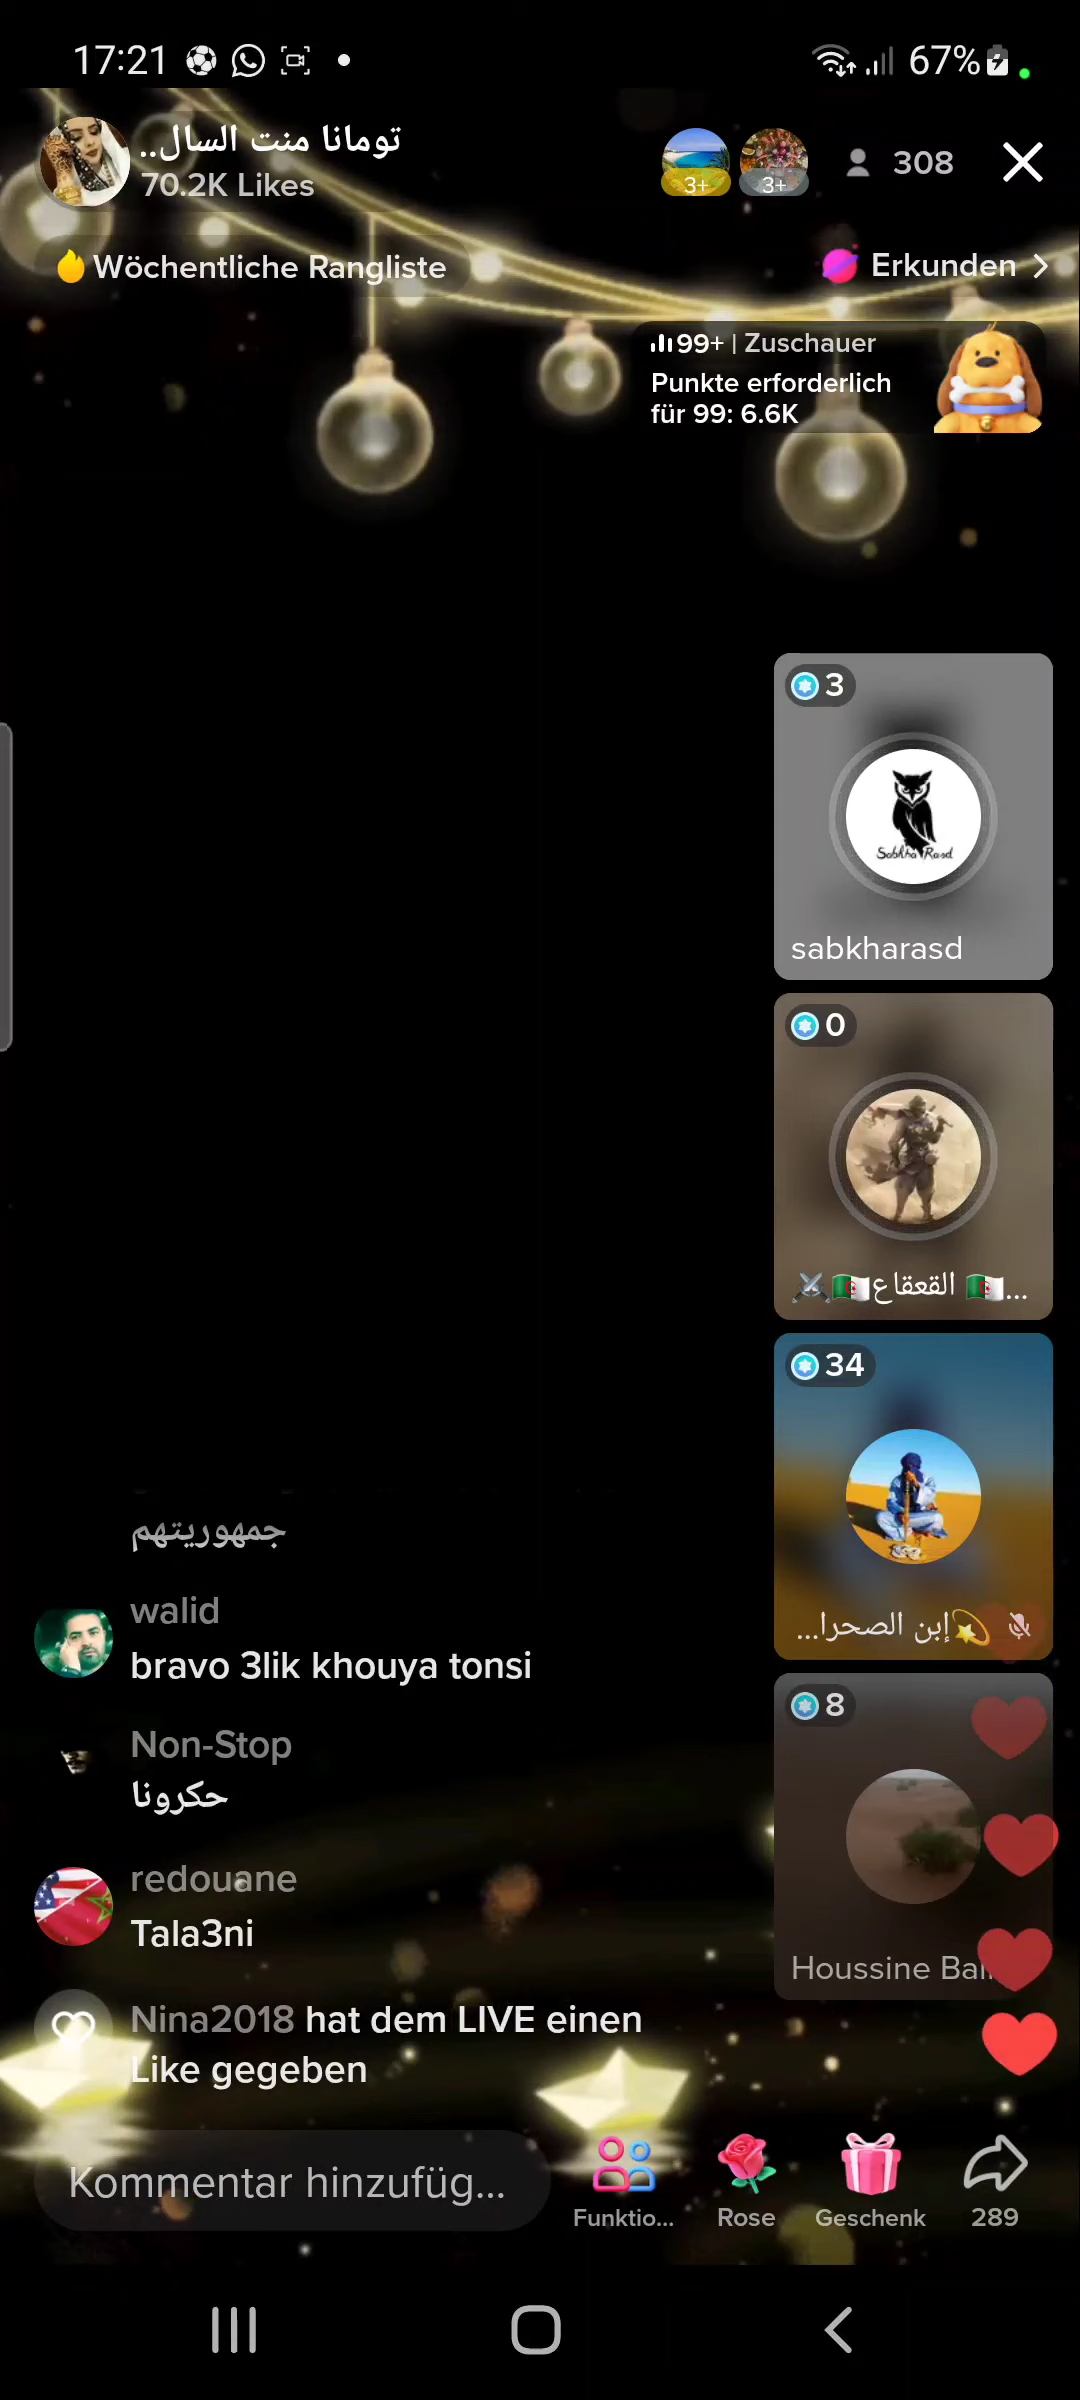 17:21
67%
تومانا منت السال..
70.2K Likes
3+
3+
308
Wöchentliche Rangliste
Erkunden
99+ | Zuschauer
Punkte erforderlich
für 99: 6.6K
3
Sabkha Rasd
sabkharasd
0
القعقاع ...
34
إبن الصحرا...
8
جمهوريتهم
walid
bravo 3lik khouya tonsi
Non-Stop
حكرونا
redouane
Tala3ni
Houssine
Nina2018 hat dem LIVE einen
Like gegeben
Kommentar hinzufüg...
Funktio...
Rose
Geschenk
289